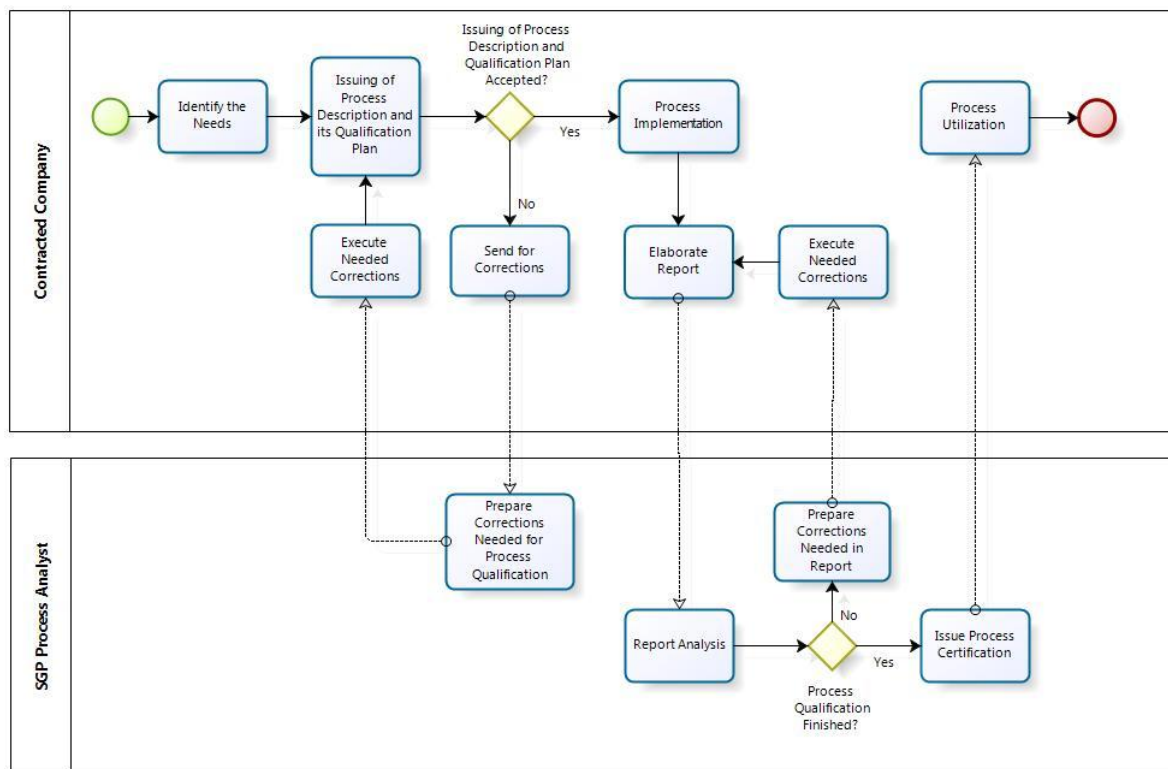 Contracted Company
Identify the
Needs
Issuing of
Process
Description and
its Qualification
Plan
Issuing of Process
Description and
Qualification Plan
Accepted?
Yes
No
Process
Implementation
Process
Utilization
Execute
Needed
Corrections
Send for
Corrections
Elaborate
Report
Execute
Needed
Corrections
SGP Process Analyst
Prepare
Corrections
Needed for
Process
Qualification
Prepare
Corrections
Needed in
Report
Report Analysis
No
Yes
Process
Qualification
Finished?
Issue Process
Certification